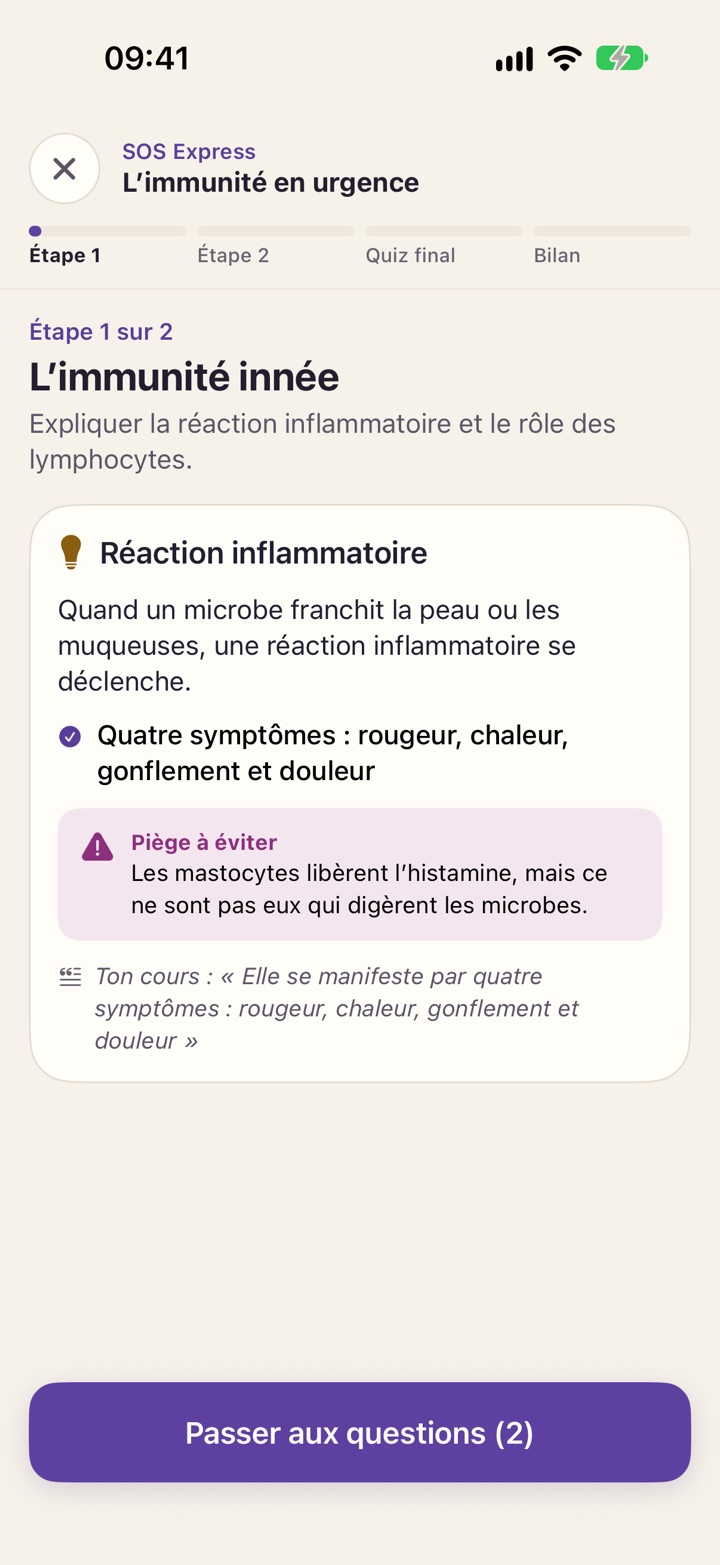 09:41
SOS Express
L’immunité en urgence
Étape 1
Étape 2
Quiz final
Bilan
Étape 1 sur 2
L’immunité innée
Expliquer la réaction inflammatoire et le rôle des
lymphocytes.
Réaction inflammatoire
Quand un microbe franchit la peau ou les
muqueuses, une réaction inflammatoire se
déclenche.
Quatre symptômes : rougeur, chaleur,
gonflement et douleur
Piège à éviter
Les mastocytes libèrent l’histamine, mais ce
ne sont pas eux qui digèrent les microbes.
Ton cours : « Elle se manifeste par quatre
symptômes : rougeur, chaleur, gonflement et
douleur »
Passer aux questions (2)